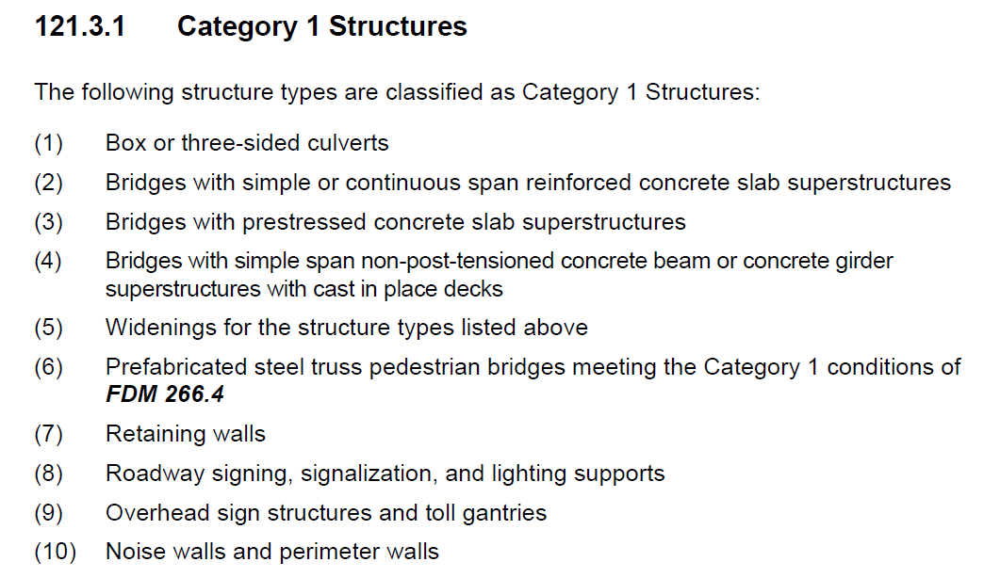 121.3.1 Category 1 Structures
The following structure types are classified as Category 1 Structures:
(1) Box or three-sided culverts
(2) Bridges with simple or continuous span reinforced concrete slab superstructures
(3) Bridges with prestressed concrete slab superstructures
(4) Bridges with simple span non-post-tensioned concrete beam or concrete girder
superstructures with cast in place decks
(5) Widenings for the structure types listed above
(6) Prefabricated steel truss pedestrian bridges meeting the Category 1 conditions of
FDM 266.4
(7) Retaining walls
(8) Roadway signing, signalization, and lighting supports
(9) Overhead sign structures and toll gantries
(10) Noise walls and perimeter walls